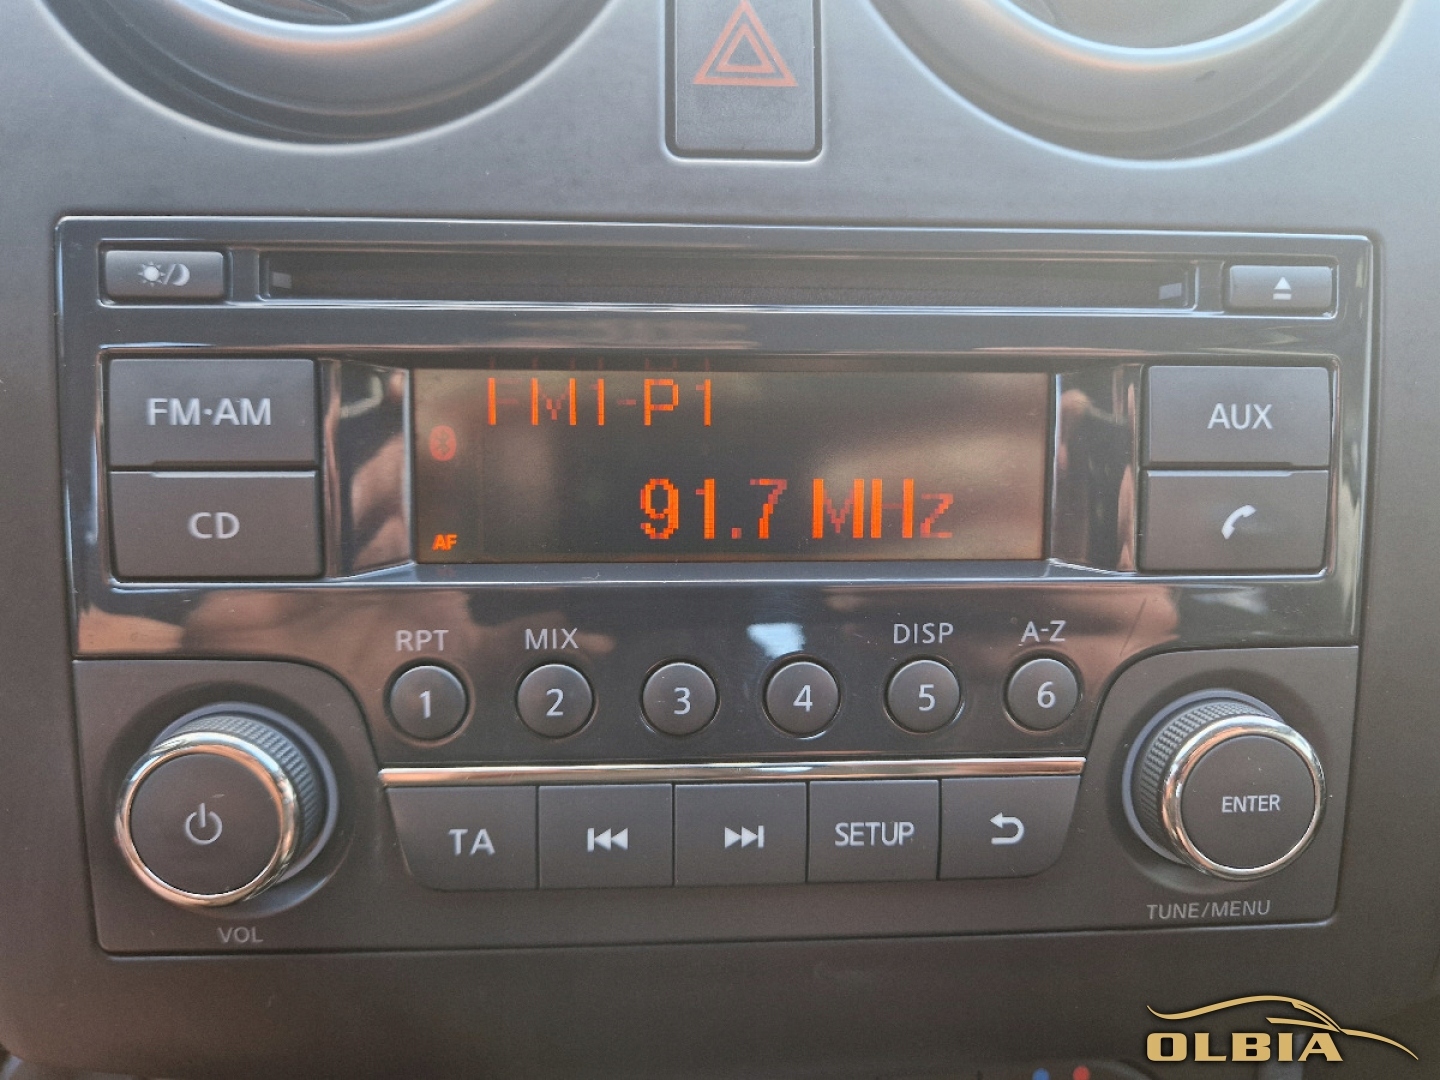 FM1-P1
91.7 MHz
AF
FM·AM
CD
AUX
RPT
MIX
DISP
A-Z
1
2
3
4
5
6
TA
SETUP
ENTER
VOL
TUNE/MENU
OLBIA